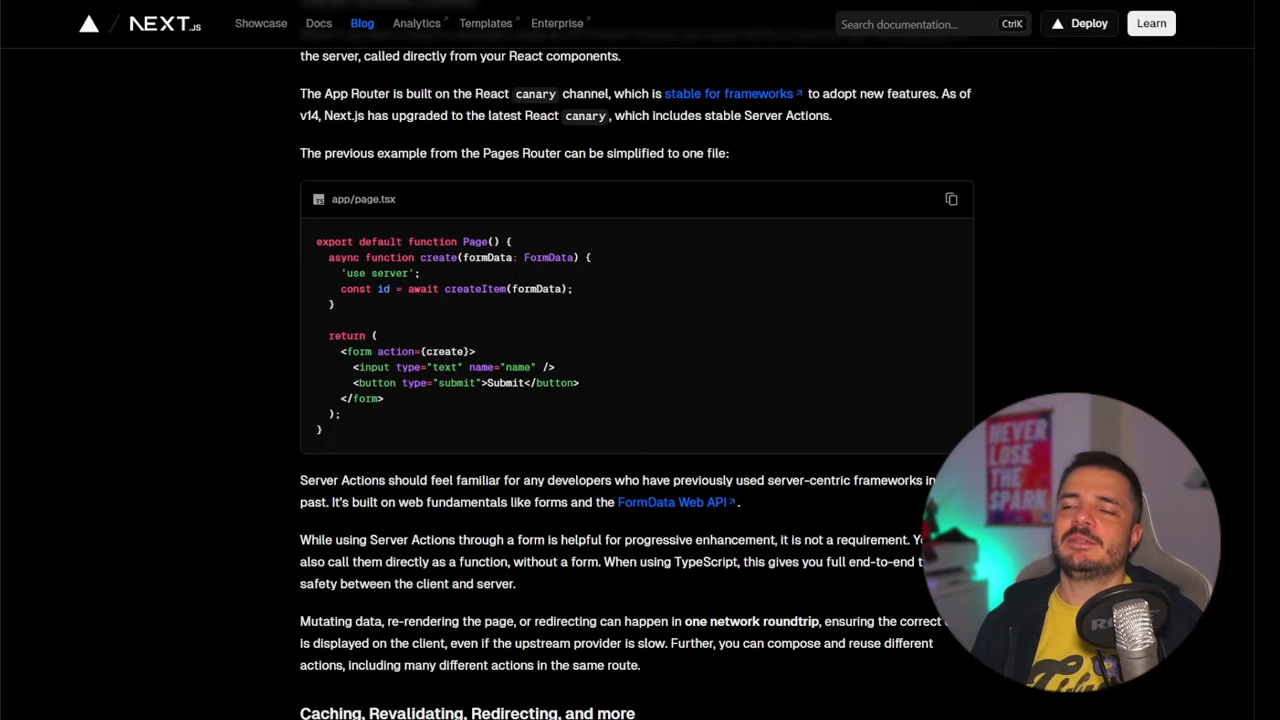 NEXT.JS
Showcase
Docs
Blog
Analytics
Templates
Enterprise
Search documentation...
CtrlK
Deploy
Learn
the server, called directly from your React components.
The App Router is built on the React canary channel, which is stable for frameworks to adopt new features. As of
v14, Next.js has upgraded to the latest React canary, which includes stable Server Actions.
The previous example from the Pages Router can be simplified to one file:
TS app/page.tsx
export default function Page() {
async function create(formData: FormData) {
'use server';
const id = await createItem(formData);
}
return (
<form action={create}>
<input type="text" name="name" />
<button type="submit">Submit</button>
</form>
);
}
Server Actions should feel familiar for any developers who have previously used server-centric frameworks in
past. It's built on web fundamentals like forms and the FormData Web API.
While using Server Actions through a form is helpful for progressive enhancement, it is not a requirement.
also call them directly as a function, without a form. When using TypeScript, this gives you full end-to-end
safety between the client and server.
Mutating data, re-rendering the page, or redirecting can happen in one network roundtrip, ensuring the correct
is displayed on the client, even if the upstream provider is slow. Further, you can compose and reuse different
actions, including many different actions in the same route.
Caching, Revalidating, Redirecting, and more
NEVER
LOSE
THE
SPARK